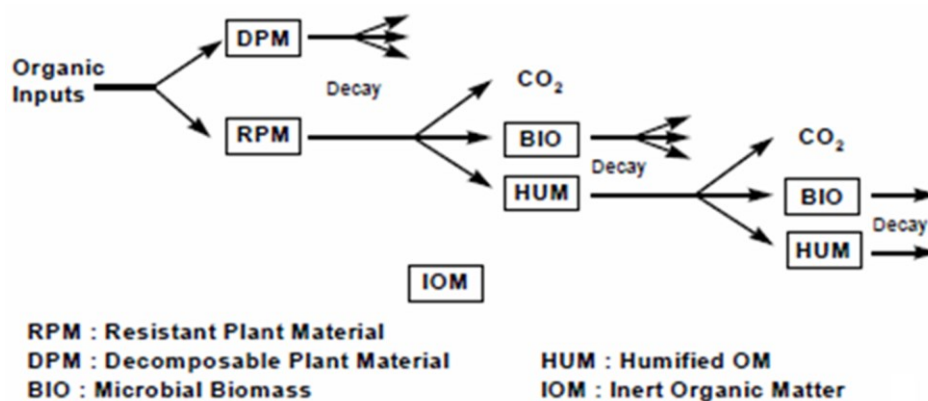 DPM
Organic
Inputs
Decay
CO2
RPM
BIO
CO2
Decay
HUM
BIO
Decay
HUM
IOM
RPM : Resistant Plant Material
DPM : Decomposable Plant Material
HUM : Humified OM
BIO : Microbial Biomass
IOM : Inert Organic Matter